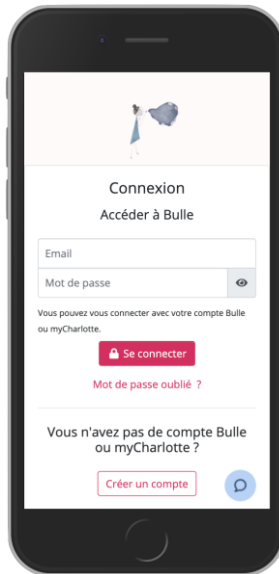 Connexion
Accéder à Bulle
Email
Mot de passe
Vous pouvez vous connecter avec votre compte Bulle
ou myCharlotte.
Se connecter
Mot de passe oublié ?
Vous n'avez pas de compte Bulle
ou myCharlotte ?
Créer un compte